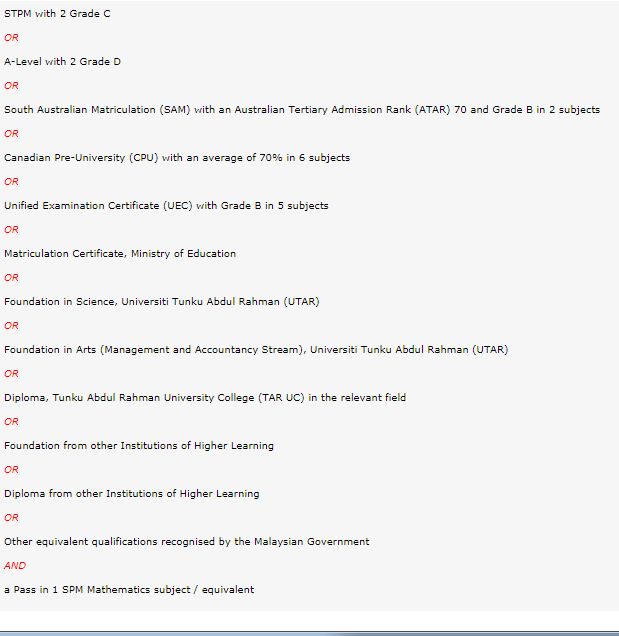 STPM with 2 Grade C
OR
A-Level with 2 Grade D
OR
South Australian Matriculation (SAM) with an Australian Tertiary Admission Rank (ATAR) 70 and Grade B in 2 subjects
OR
Canadian Pre-University (CPU) with an average of 70% in 6 subjects
OR
Unified Examination Certificate (UEC) with Grade B in 5 subjects
OR
Matriculation Certificate, Ministry of Education
OR
Foundation in Science, Universiti Tunku Abdul Rahman (UTAR)
OR
Foundation in Arts (Management and Accountancy Stream), Universiti Tunku Abdul Rahman (UTAR)
OR
Diploma, Tunku Abdul Rahman University College (TAR UC) in the relevant field
OR
Foundation from other Institutions of Higher Learning
OR
Diploma from other Institutions of Higher Learning
OR
Other equivalent qualifications recognised by the Malaysian Government
AND
a Pass in 1 SPM Mathematics subject / equivalent